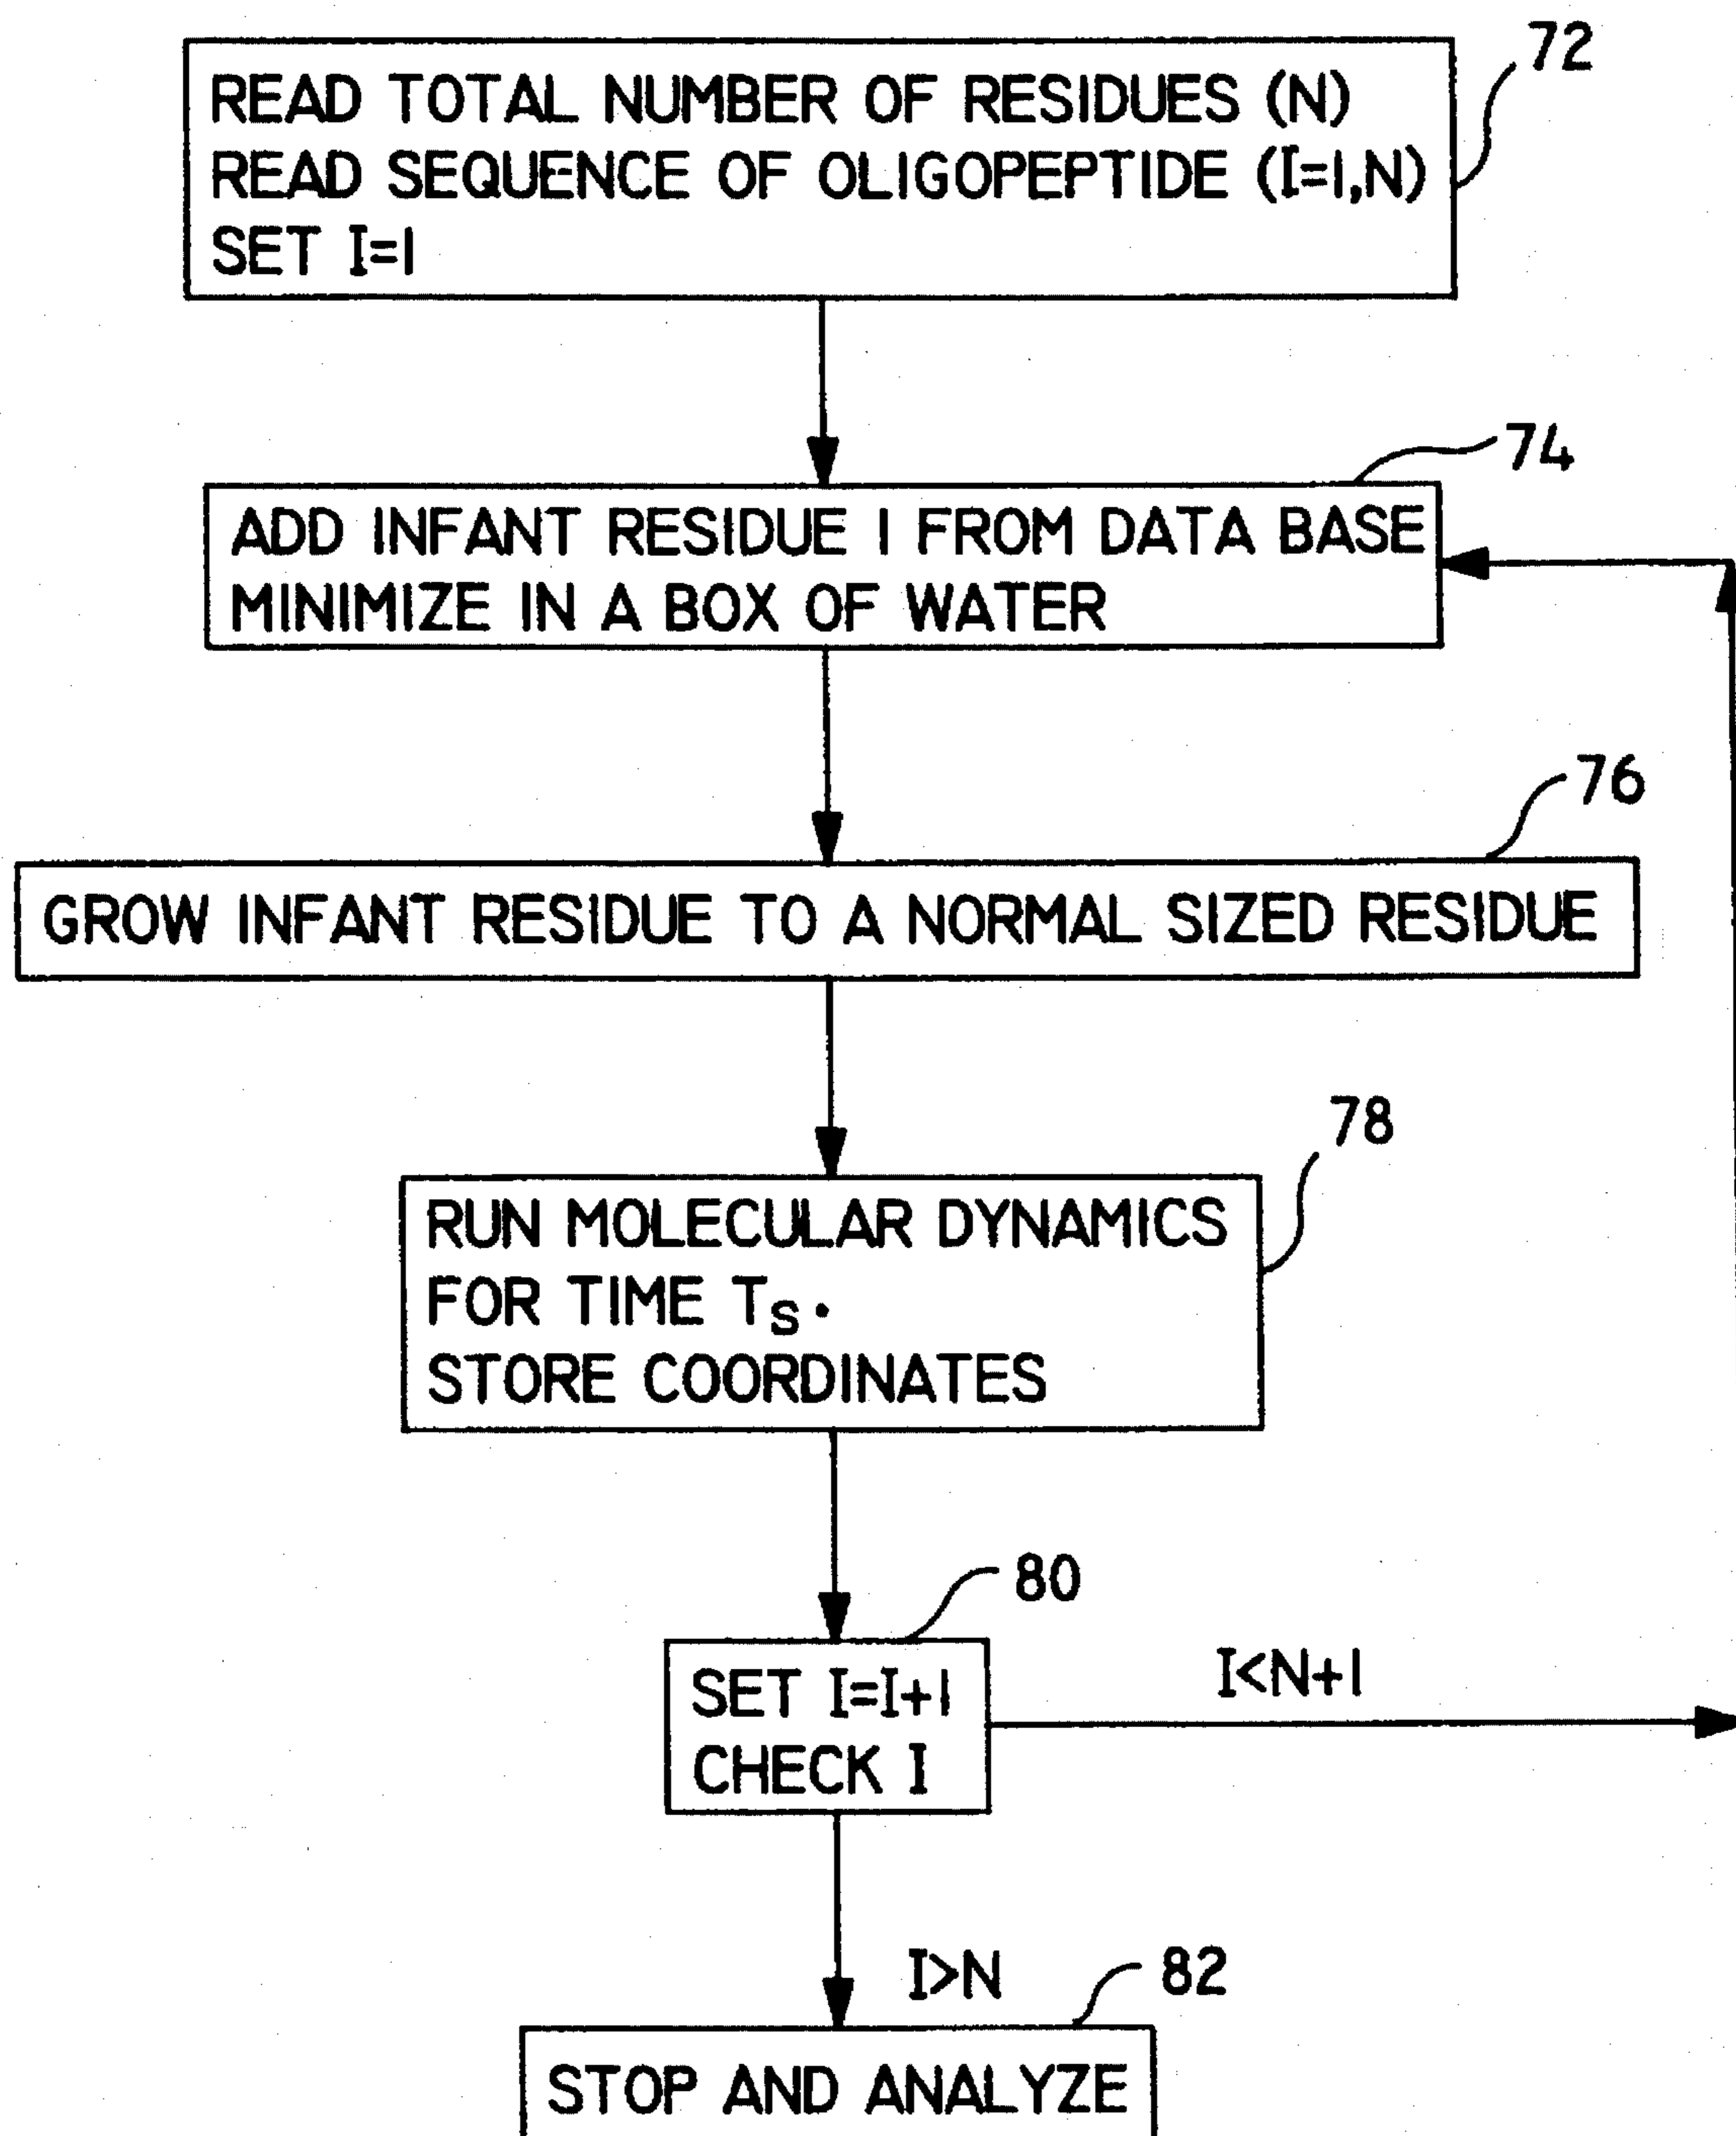 72
READ TOTAL NUMBER OF RESIDUES (N)
READ SEQUENCE OF OLIGOPEPTIDE (I=1,N)
SET I=1
74
ADD INFANT RESIDUE I FROM DATA BASE
MINIMIZE IN A BOX OF WATER
76
GROW INFANT RESIDUE TO A NORMAL SIZED RESIDUE
78
RUN MOLECULAR DYNAMICS
FOR TIME Ts.
STORE COORDINATES
80
SET I=I+1
CHECK I
I<N+1
I>N
82
STOP AND ANALYZE